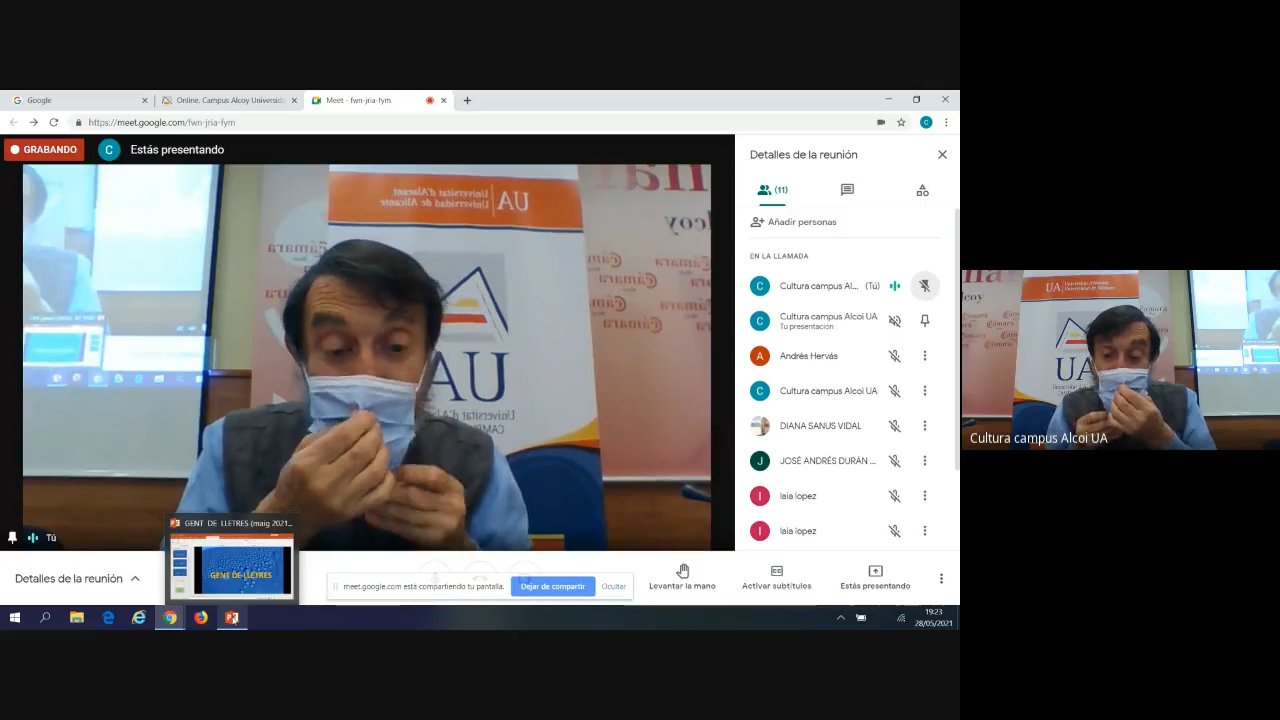 Google
Online. Campus Alcoy Universida
Meet - fwn-jria-fym
https://meet.google.com/fwn-jria-fym
GRABANDO
C
Estás presentando
Detalles de la reunión
(11)
Añadir personas
EN LA LLAMADA
C Cultura campus Al... (Tú)
C Cultura campus Alcoi UA
Tu presentación
A Andrés Hervás
C Cultura campus Alcoi UA
DIANA SANUS VIDAL
J JOSÉ ANDRÉS DURÁN ...
l laia lopez
l laia lopez
Universitat d'Alacant
Universidad de Alicante
UA
Cámara
Alcoy
UA
Universitat d'Alacant
Tú
GENT DE LLETRES (maig 2021...
GENT DE LLETRES
Detalles de la reunión
meet.google.com está compartiendo tu pantalla.
Dejar de compartir
Ocultar
Levantar la mano
Activar subtítulos
Estás presentando
19:23
28/05/2021
UA
Cultura campus Alcoi UA